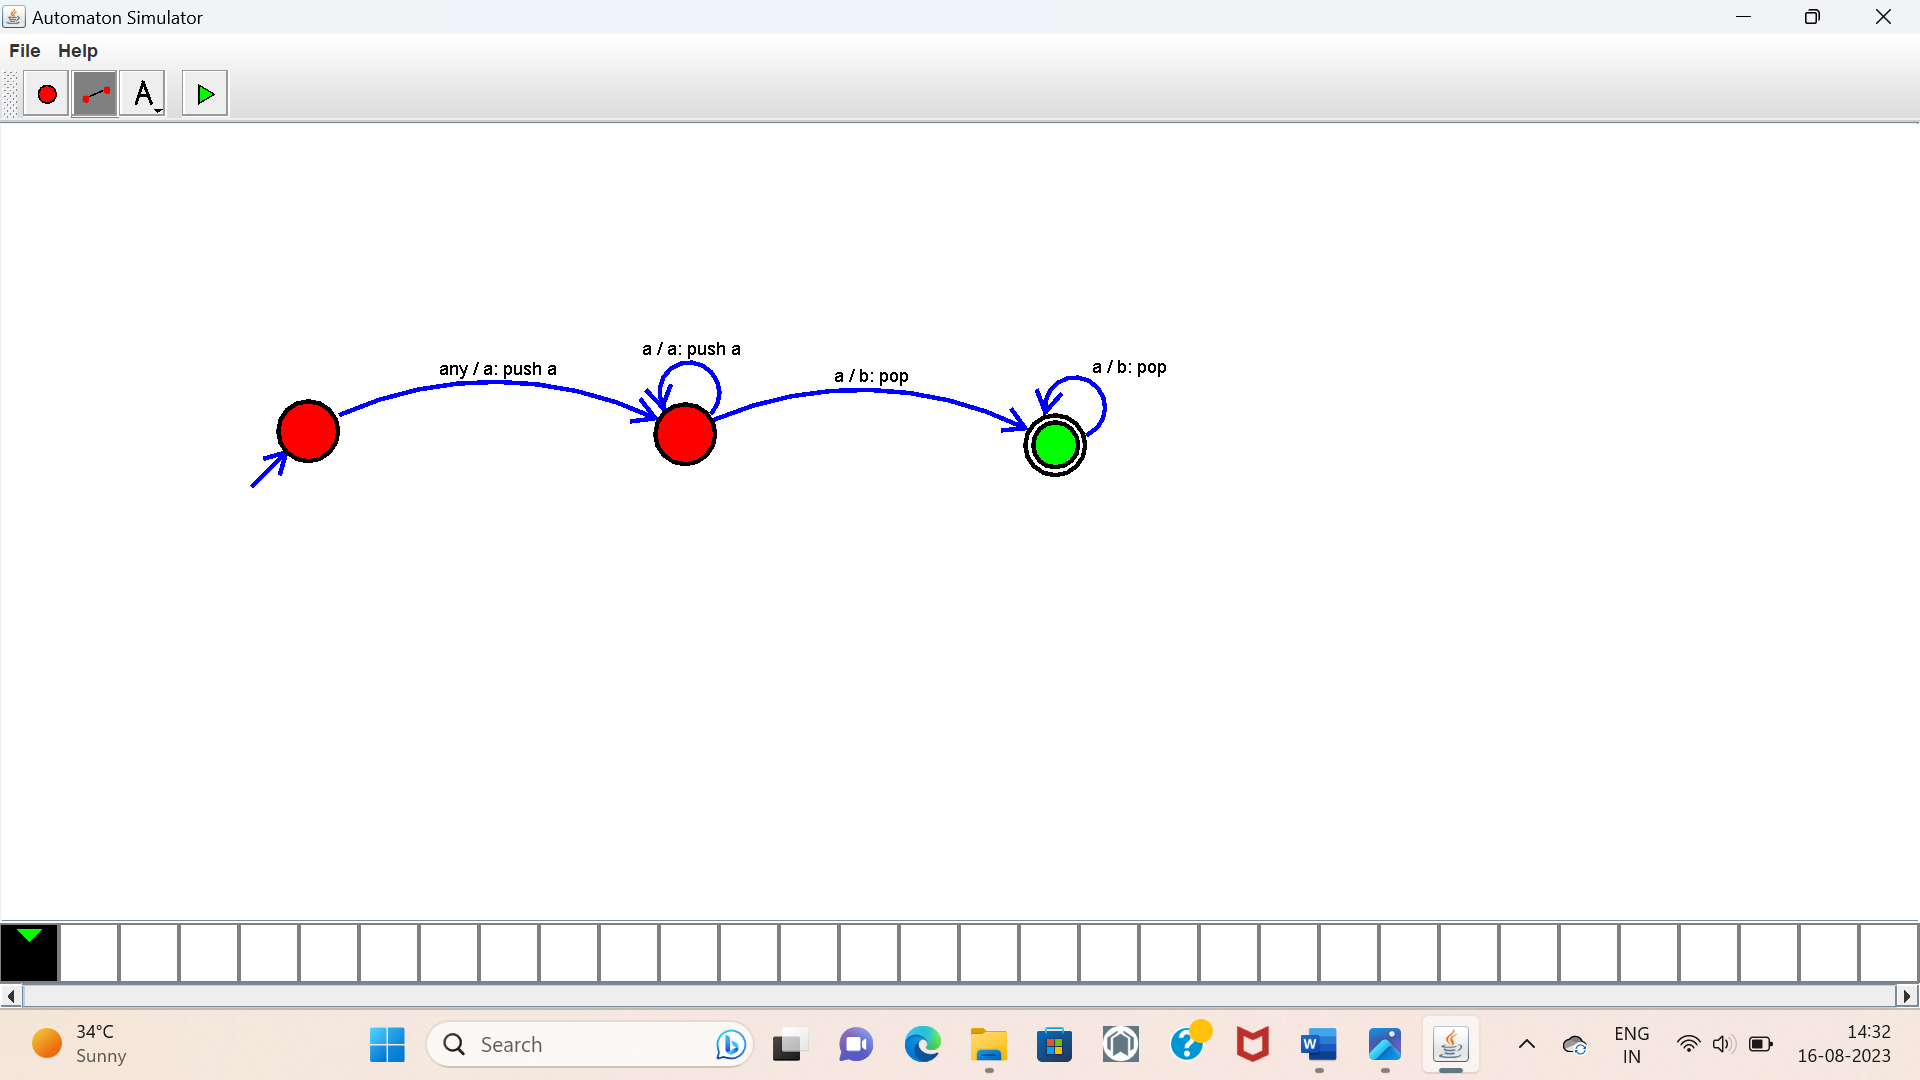 Automaton Simulator
File Help
A
a / a: push a
any / a: push a
a / b: pop
a / b: pop
34°C
Sunny
Search
W
ENG
IN
14:32
16-08-2023